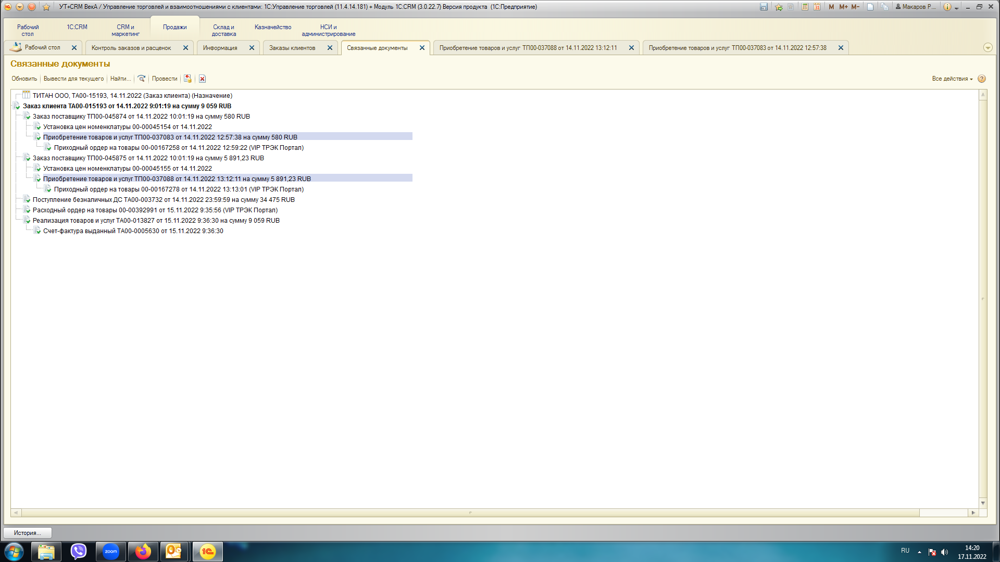 УТ+CRM ВехА / Управление торговлей и взаимоотношениями с клиентами: 1С:Управление торговлей (11.4.14.181) + Модуль 1С:CRM (3.0.22.7) Версия продукта (1С:Предприятие)
M M+ M- Макаров Р...
Рабочий стол
1С:CRM
CRM и маркетинг
Продажи
Склад и доставка
Казначейство
НСИ и администрирование
Рабочий стол
Контроль заказов и расценок
Информация
Заказы клиентов
Связанные документы
Приобретение товаров и услуг ТП00-037088 от 14.11.2022 13:12:11
Приобретение товаров и услуг ТП00-037083 от 14.11.2022 12:57:38
Связанные документы
Обновить Вывести для текущего Найти... Провести Все действия
ТИТАН ООО, ТА00-15193, 14.11.2022 (Заказ клиента) (Назначение)
Заказ клиента ТА00-015193 от 14.11.2022 9:01:19 на сумму 9 059 RUB
Заказ поставщику ТП00-045874 от 14.11.2022 10:01:19 на сумму 580 RUB
Установка цен номенклатуры 00-00045154 от 14.11.2022
Приобретение товаров и услуг ТП00-037083 от 14.11.2022 12:57:38 на сумму 580 RUB
Приходный ордер на товары 00-00167258 от 14.11.2022 12:59:22 (VIP ТРЭК Портал)
Заказ поставщику ТП00-045875 от 14.11.2022 10:01:19 на сумму 5 891,23 RUB
Установка цен номенклатуры 00-00045155 от 14.11.2022
Приобретение товаров и услуг ТП00-037088 от 14.11.2022 13:12:11 на сумму 5 891,23 RUB
Приходный ордер на товары 00-00167278 от 14.11.2022 13:13:01 (VIP ТРЭК Портал)
Поступление безналичных ДС ТА00-003732 от 14.11.2022 23:59:59 на сумму 34 475 RUB
Расходный ордер на товары 00-00392991 от 15.11.2022 9:35:56 (VIP ТРЭК Портал)
Реализация товаров и услуг ТА00-013827 от 15.11.2022 9:36:30 на сумму 9 059 RUB
Счет-фактура выданный ТА00-0005630 от 15.11.2022 9:36:30
История...
zoom
RU
14:20
17.11.2022